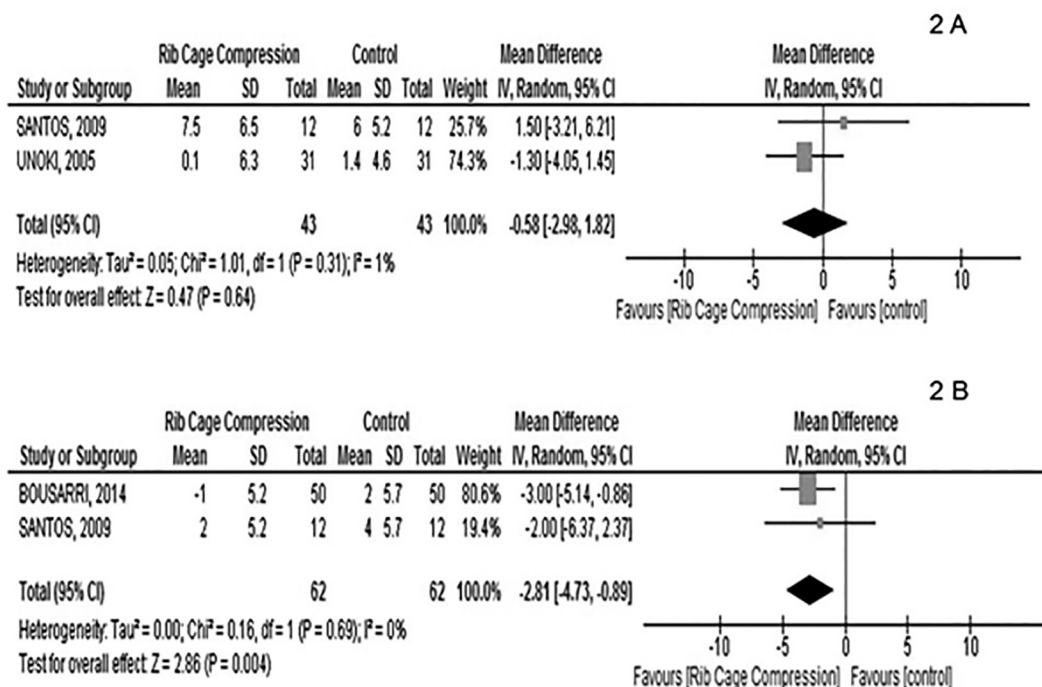 2 A
Rib Cage Compression Control Mean Difference Mean Difference
Study or Subgroup Mean SD Total Mean SD Total Weight IV, Random, 95% CI IV, Random, 95% CI
SANTOS, 2009 7.5 6.5 12 6 5.2 12 25.7% 1.50 [-3.21, 6.21]
UNOKI, 2005 0.1 6.3 31 1.4 4.6 31 74.3% -1.30 [-4.05, 1.45]
Total (95% CI) 43 43 100.0% -0.58 [-2.98, 1.82]
Heterogeneity: Tau² = 0.05; Chi² = 1.01, df = 1 (P = 0.31); I² = 1%
Test for overall effect: Z = 0.47 (P = 0.64)
-10 -5 0 5 10
Favours [Rib Cage Compression] Favours [control]
2 B
Rib Cage Compression Control Mean Difference Mean Difference
Study or Subgroup Mean SD Total Mean SD Total Weight IV, Random, 95% CI IV, Random, 95% CI
BOUSARRI, 2014 -1 5.2 50 2 5.7 50 80.6% -3.00 [-5.14, -0.86]
SANTOS, 2009 2 5.2 12 4 5.7 12 19.4% -2.00 [-6.37, 2.37]
Total (95% CI) 62 62 100.0% -2.81 [-4.73, -0.89]
Heterogeneity: Tau² = 0.00; Chi² = 0.16, df = 1 (P = 0.69); I² = 0%
Test for overall effect: Z = 2.86 (P = 0.004)
-10 -5 0 5 10
Favours [Rib Cage Compression] Favours [control]